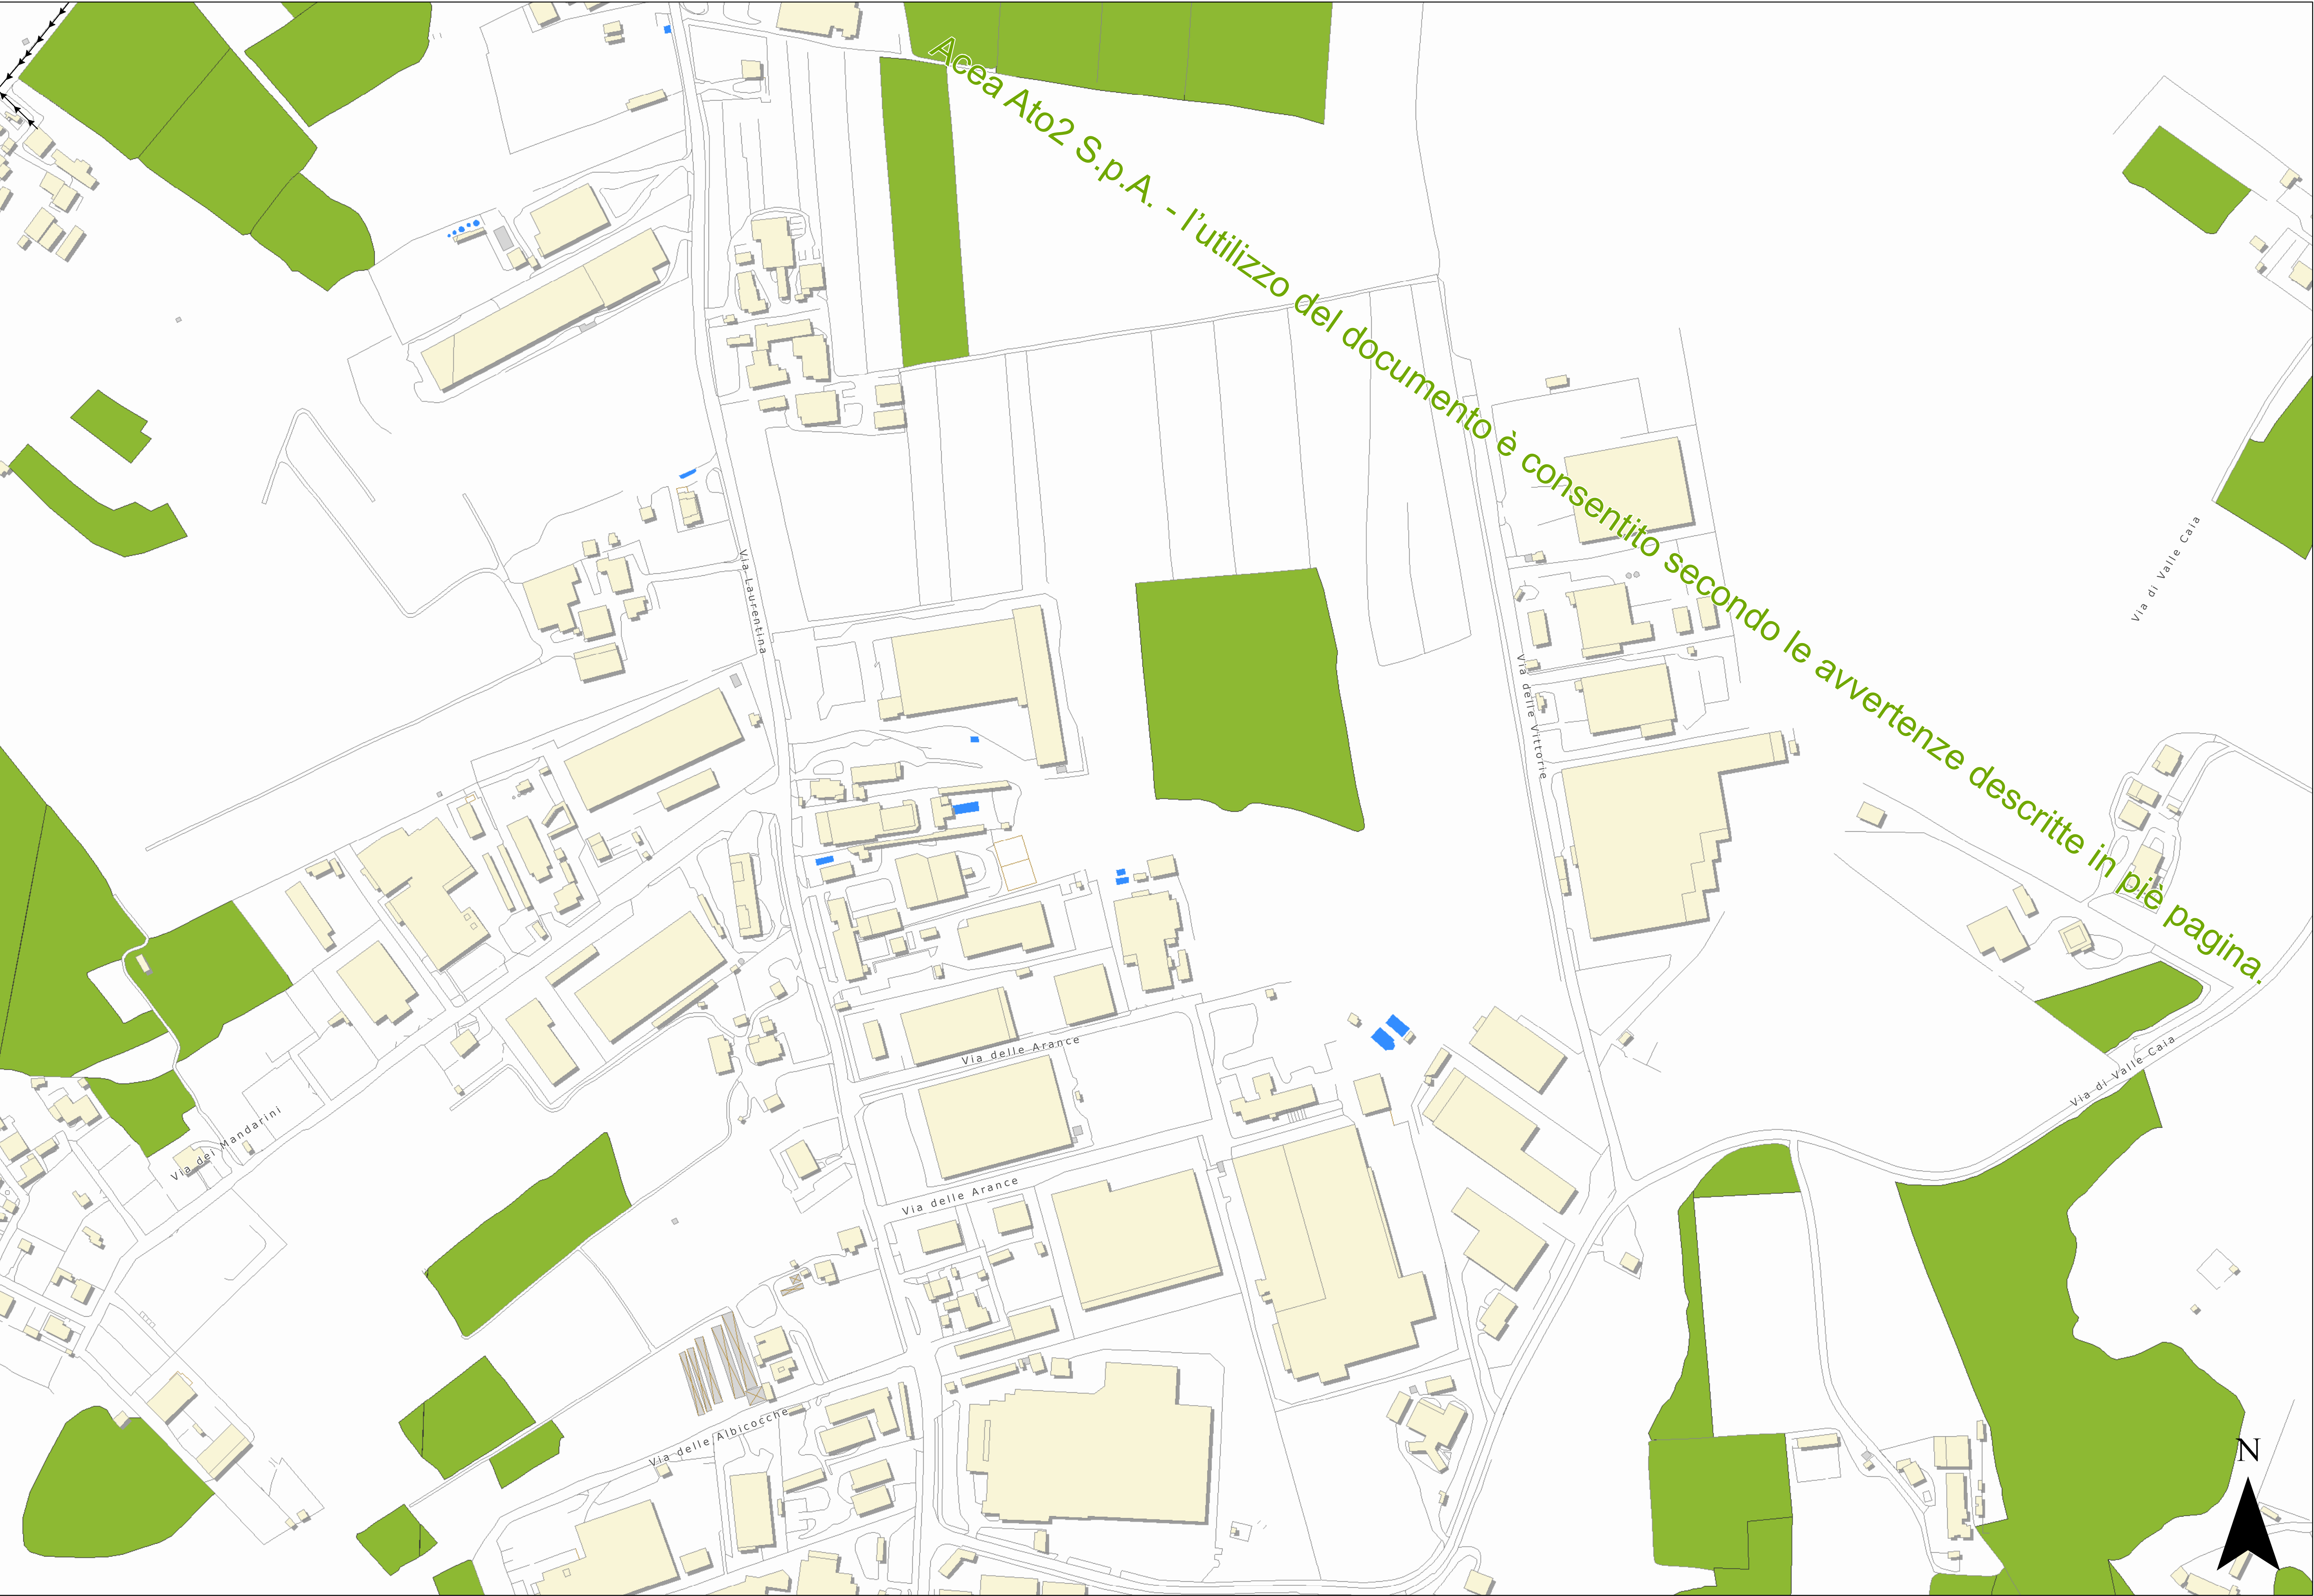 Acea Ato2 S.p.A. - l'utilizzo del documento è consentito secondo le avvertenze descritte in piè pagina.
Via di Valle Caia
Via Laurentina
Via delle Vittorie
Via delle Arance
Via di Valle Caia
Via dei Mandarini
Via delle Arance
Via delle Albicocche
N